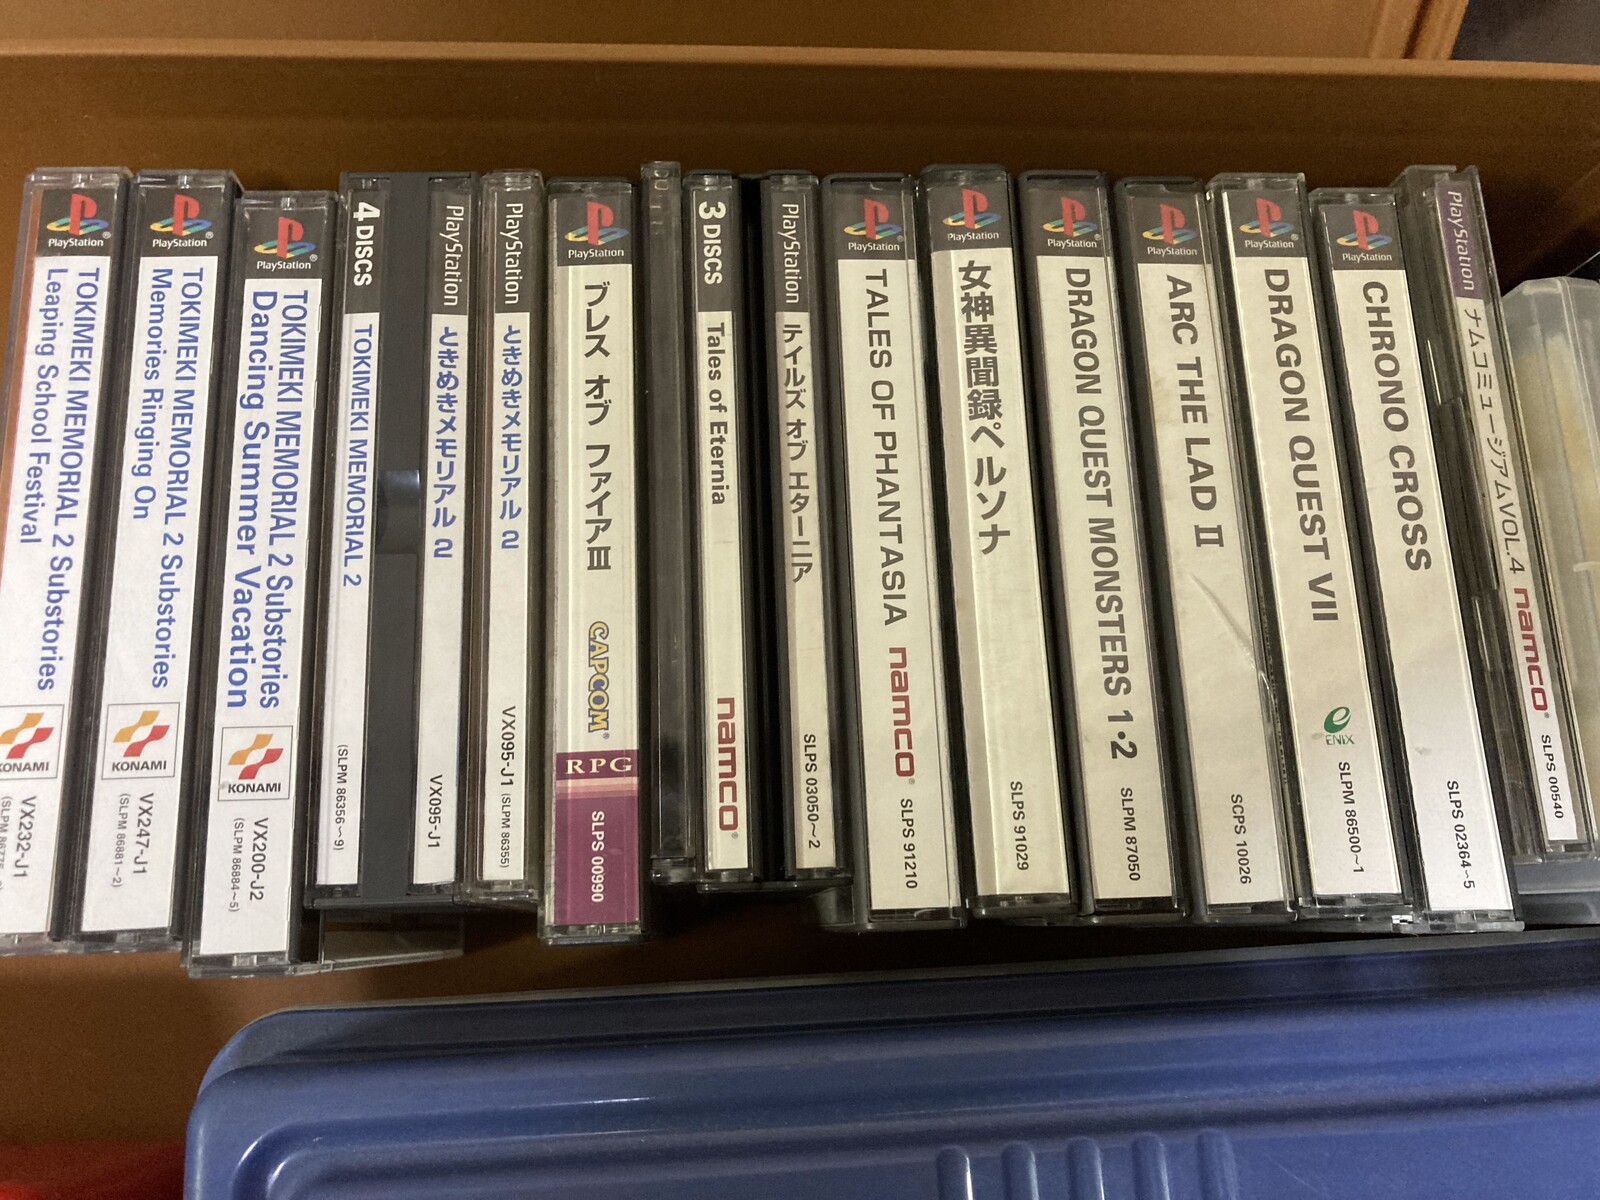 PlayStation
TOKIMEKI MEMORIAL 2 Substories
Leaping School Festival
KONAMI
VX232-J1
PlayStation
TOKIMEKI MEMORIAL 2 Substories
Memories Ringing On
KONAMI
VX247-J1
(SLPM 86881~2)
PlayStation
TOKIMEKI MEMORIAL 2 Substories
Dancing Summer Vacation
KONAMI
VX200-J2
(SLPM 86884~5)
4 DISCS
TOKIMEKI MEMORIAL 2
(SLPM 86356~9)
PlayStation
ときめきメモリアル 2
VX095-J1
PlayStation
ときめきメモリアル 2
VX095-J1 (SLPM 86355)
PlayStation
ブレス オブ ファイアIII
CAPCOM
RPG
SLPS 00990
3 DISCS
Tales of Eternia
namco
PlayStation
テイルズ オブ エターニア
SLPS 03050~2
PlayStation
TALES OF PHANTASIA
namco
SLPS 91210
PlayStation
女神異聞録ペルソナ
SLPS 91029
PlayStation
DRAGON QUEST MONSTERS 1・2
SLPM 87050
PlayStation
ARC THE LAD II
SCPS 10026
PlayStation
DRAGON QUEST VII
ENIX
SLPM 86500~1
PlayStation
CHRONO CROSS
SLPS 02364~5
PlayStation
ナムコミュージアムVOL.4
namco
SLPS 00540